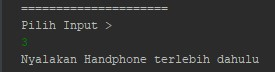 =====================
Pilih Input >
3
Nyalakan Handphone terlebih dahulu